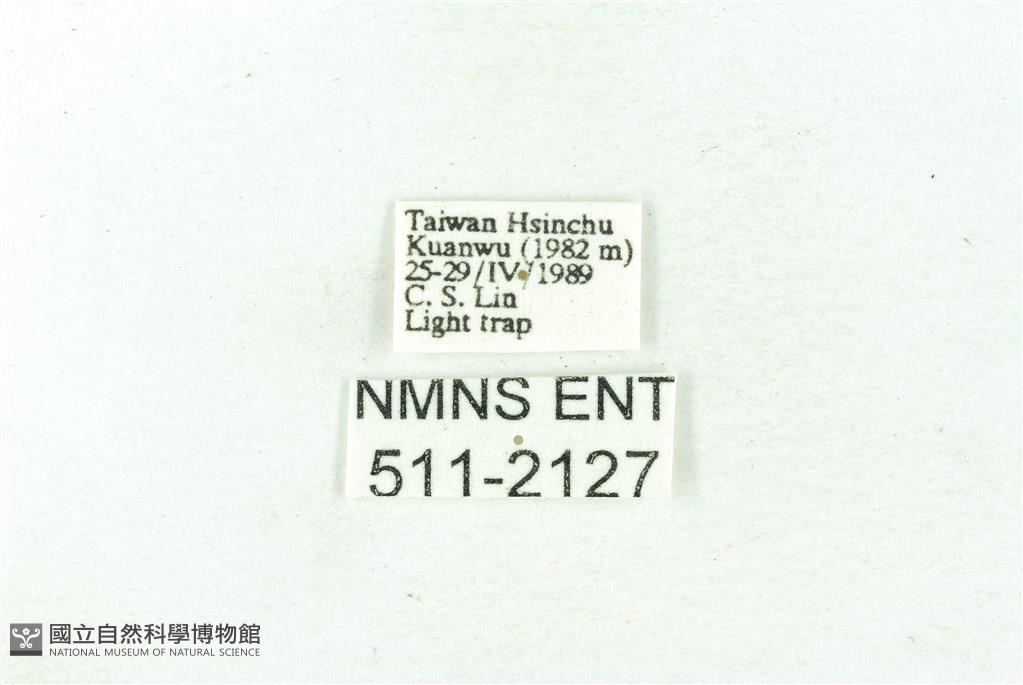 Taiwan Hsinchu
Kuanwu (1982 m)
25-29/IV/1989
C. S. Lin
Light trap
NMNS ENT
511-2127
國立自然科學博物館
NATIONAL MUSEUM OF NATURAL SCIENCE